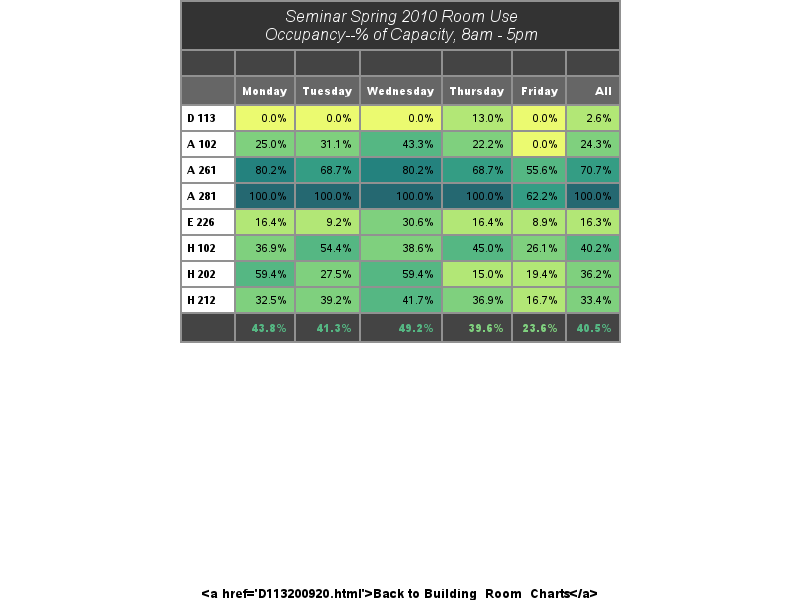 Seminar Spring 2010 Room Use
Occupancy--% of Capacity, 8am - 5pm
Monday Tuesday Wednesday Thursday Friday All
D 113 0.0% 0.0% 0.0% 13.0% 0.0% 2.6%
A 102 25.0% 31.1% 43.3% 22.2% 0.0% 24.3%
A 261 80.2% 68.7% 80.2% 68.7% 55.6% 70.7%
A 281 100.0% 100.0% 100.0% 100.0% 62.2% 100.0%
E 226 16.4% 9.2% 30.6% 16.4% 8.9% 16.3%
H 102 36.9% 54.4% 38.6% 45.0% 26.1% 40.2%
H 202 59.4% 27.5% 59.4% 15.0% 19.4% 36.2%
H 212 32.5% 39.2% 41.7% 36.9% 16.7% 33.4%
43.8% 41.3% 49.2% 39.6% 23.6% 40.5%
<a href='D113200920.html'>Back to Building_Room_Charts</a>